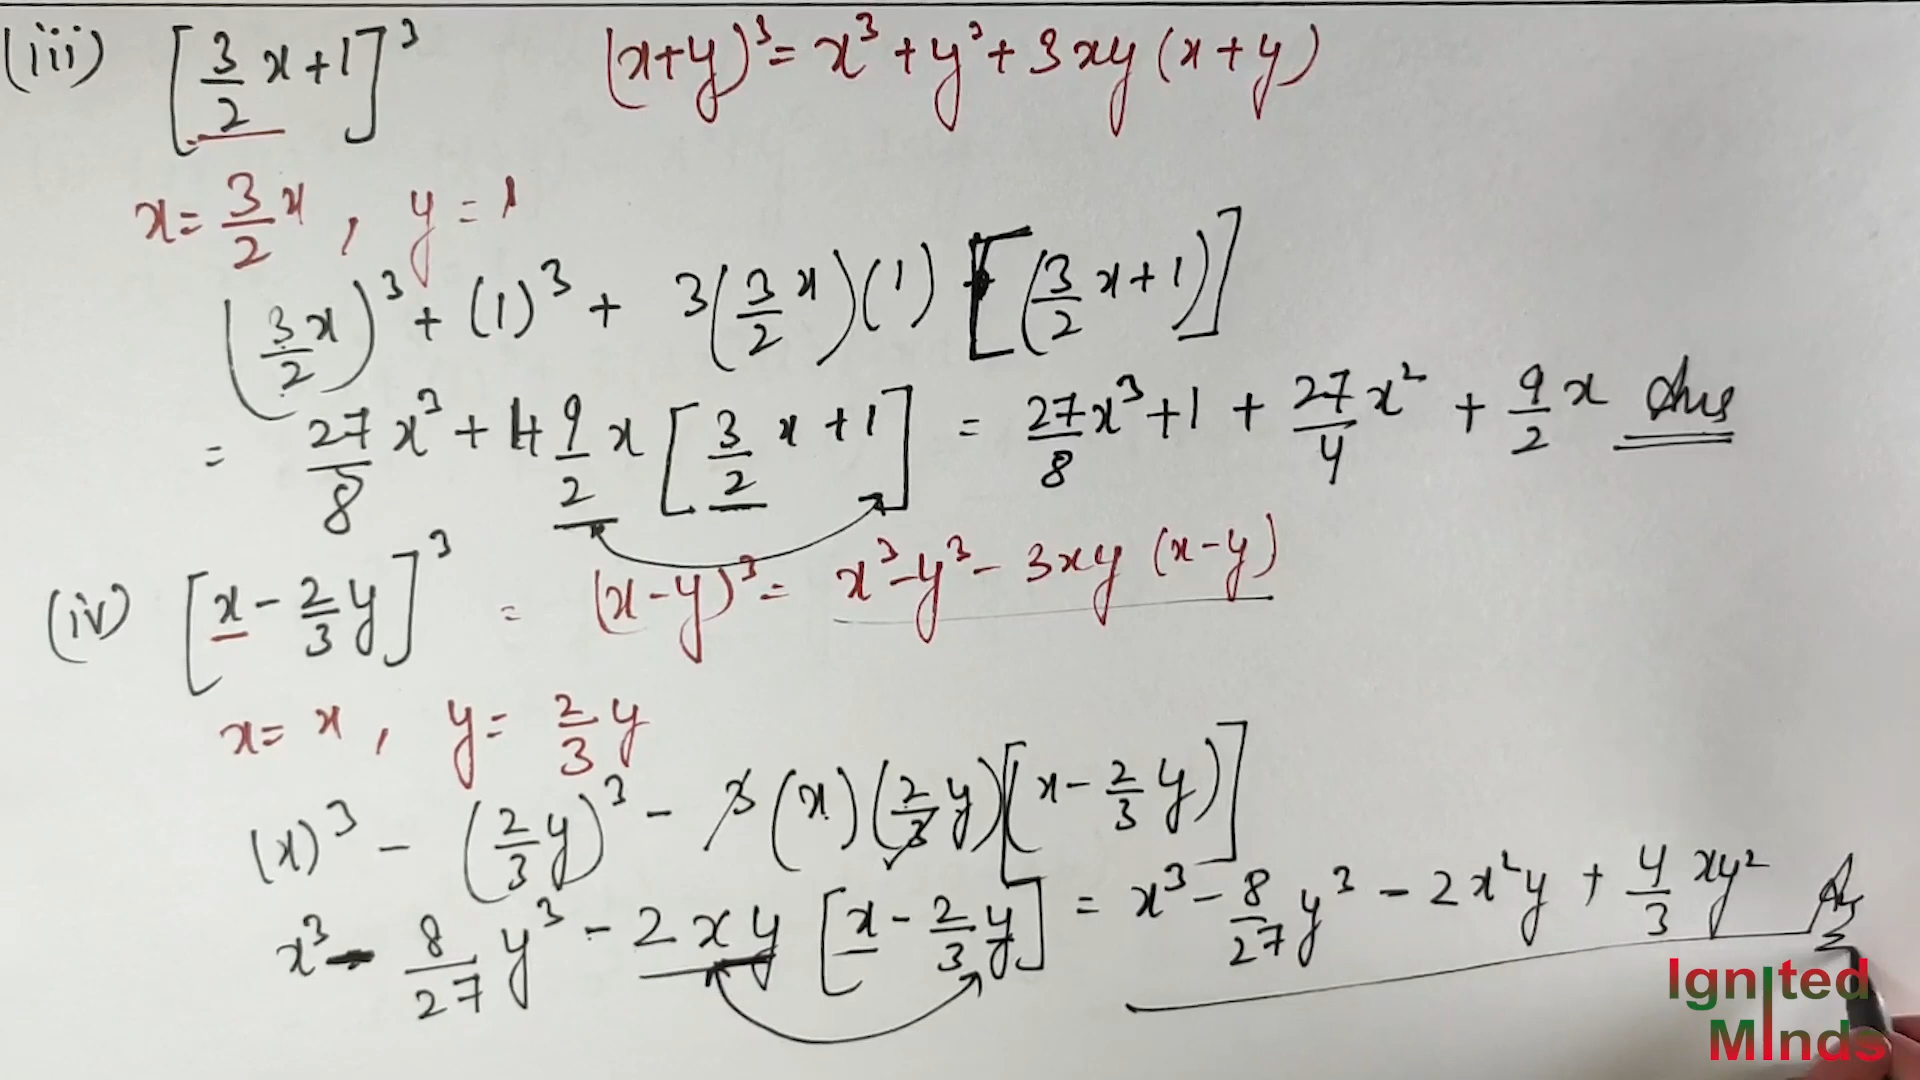 (iii) [3/2 x+1]³ (x+y)³= x³+y³+3xy(x+y)
x= 3/2 x , y = 1
(3/2 x)³ + (1)³ + 3(3/2 x)(1) [(3/2 x+1)]
= 27/8 x³ + 1+ 9/2 x [3/2 x +1] = 27/8 x³+1 + 27/4 x² + 9/2 x Ans
(iv) [x - 2/3 y]³ = (x-y)³= x³-y³- 3xy (x-y)
x= x , y= 2/3 y
(x)³ - (2/3 y)³ - 3(x)(2/3 y)[x- 2/3 y)]
x³- 8/27 y³ - 2xy [x - 2/3 y] = x³ - 8/27 y³ - 2x²y + 4/3 xy² As
Ignited
Minds